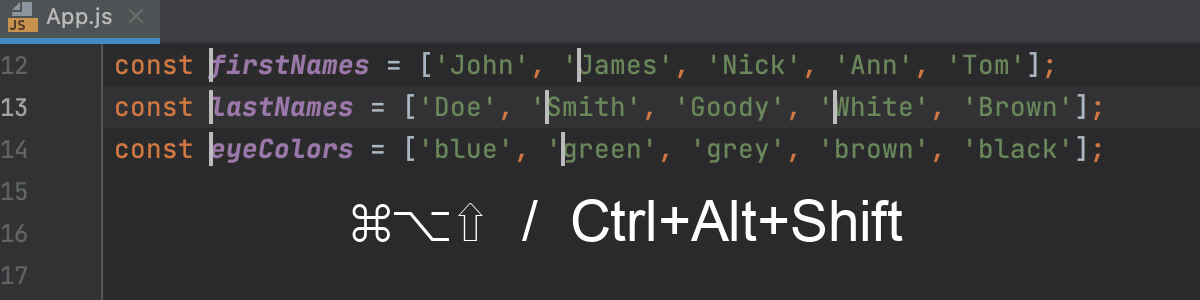 JS App.js
12 const firstNames = ['John', 'James', 'Nick', 'Ann', 'Tom'];
13 const lastNames = ['Doe', 'Smith', 'Goody', 'White', 'Brown'];
14 const eyeColors = ['blue', 'green', 'grey', 'brown', 'black'];
15
16 ⌘⌥⇧ / Ctrl+Alt+Shift
17